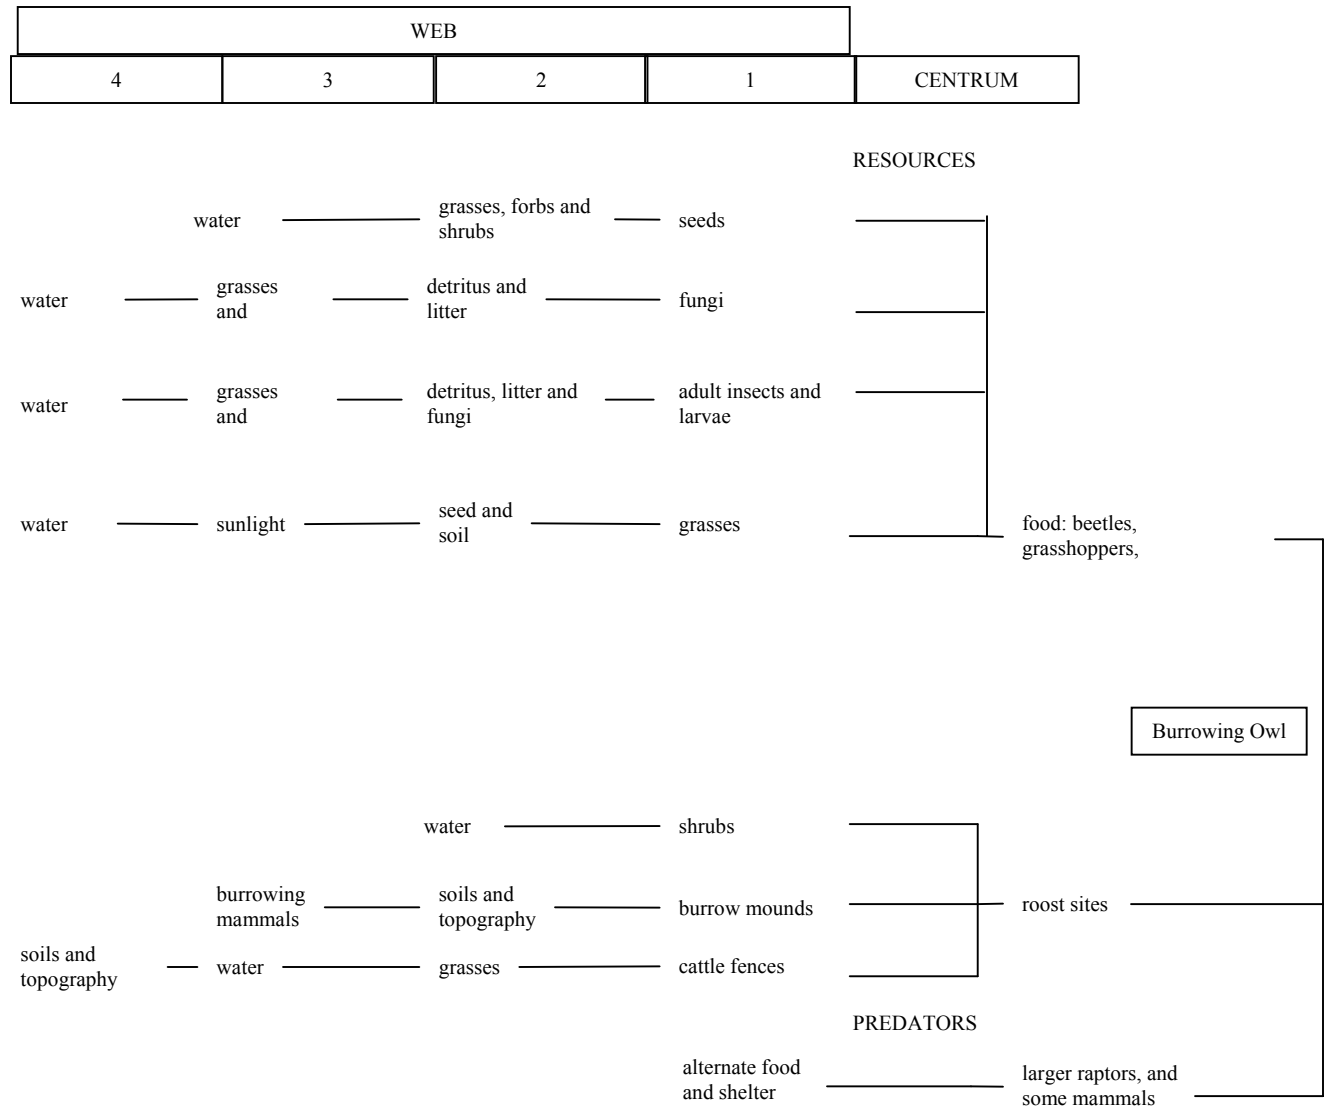 WEB
4 3 2 1 CENTRUM
RESOURCES
water grasses, forbs and seeds
shrubs
water grasses detritus and fungi
and litter
water grasses detritus, litter and adult insects and
and fungi larvae
water sunlight seed and grasses food: beetles,
soil grasshoppers,
Burrowing Owl
water shrubs
burrowing soils and burrow mounds roost sites
mammals topography
soils and water grasses cattle fences
topography
PREDATORS
alternate food larger raptors, and
and shelter some mammals